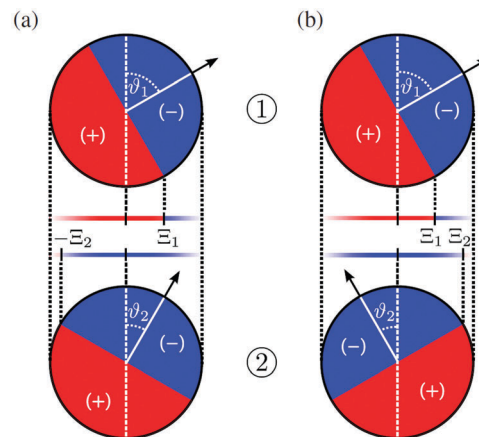 (a) (b)
ϑ₁ (−) (+) ① ϑ₁ (−) (+)
−Ξ₂ Ξ₁ Ξ₁ Ξ₂
ϑ₂ (−) (+) ② ϑ₂ (−) (+)